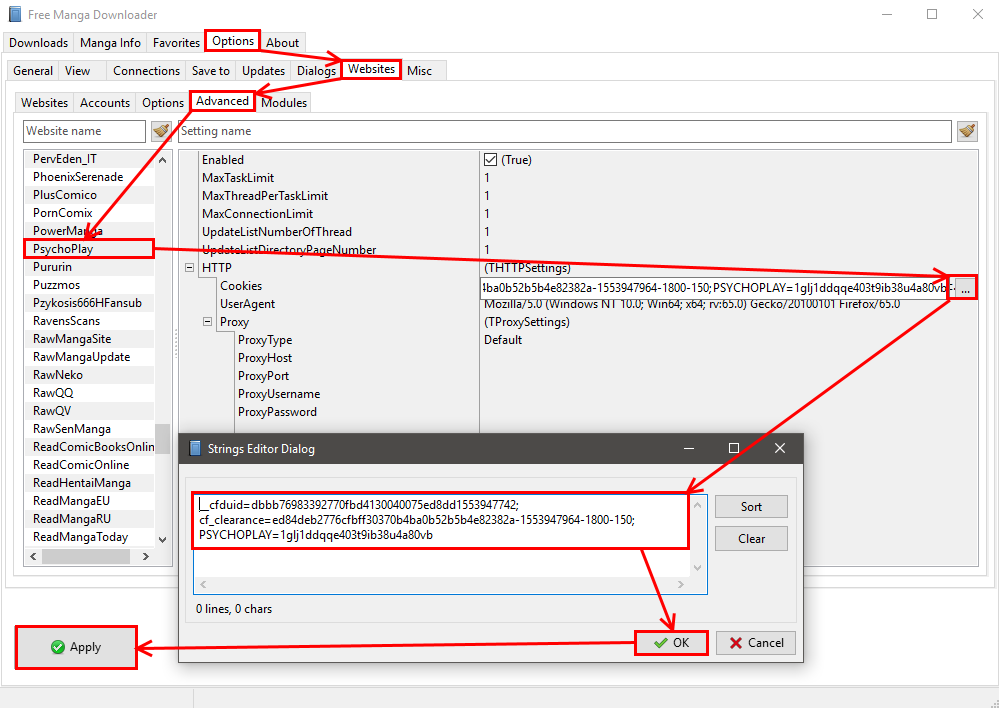 Free Manga Downloader
Downloads Manga Info Favorites Options About
General View Connections Save to Updates Dialogs Websites Misc
Websites Accounts Options Advanced Modules
Website name Setting name
PervEden_IT
PhoenixSerenade
PlusComico
PornComix
PowerManga
PsychoPlay
Pururin
Puzzmos
Pzykosis666HFansub
RavensScans
RawMangaSite
RawMangaUpdate
RawNeko
RawQQ
RawQV
RawSenManga
ReadComicBooksOnlin
ReadComicOnline
ReadHentaiManga
ReadMangaEU
ReadMangaRU
ReadMangaToday
Enabled (True)
MaxTaskLimit 1
MaxThreadPerTaskLimit 1
MaxConnectionLimit 1
UpdateListNumberOfThread 1
UpdateListDirectoryPageNumber 1
HTTP (THTTPSettings)
Cookies 4ba0b52b5b4e82382a-1553947964-1800-150;PSYCHOPLAY=1glj1ddqqe403t9ib38u4a80vb ...
UserAgent Mozilla/5.0 (Windows NT 10.0; Win64; x64; rv:65.0) Gecko/20100101 Firefox/65.0
Proxy (TProxySettings)
ProxyType Default
ProxyHost
ProxyPort
ProxyUsername
ProxyPassword
Strings Editor Dialog
__cfduid=dbbb76983392770fbd4130040075ed8dd1553947742;
cf_clearance=ed84deb2776cfbff30370b4ba0b52b5b4e82382a-1553947964-1800-150;
PSYCHOPLAY=1glj1ddqqe403t9ib38u4a80vb
Sort
Clear
0 lines, 0 chars
OK Cancel
Apply